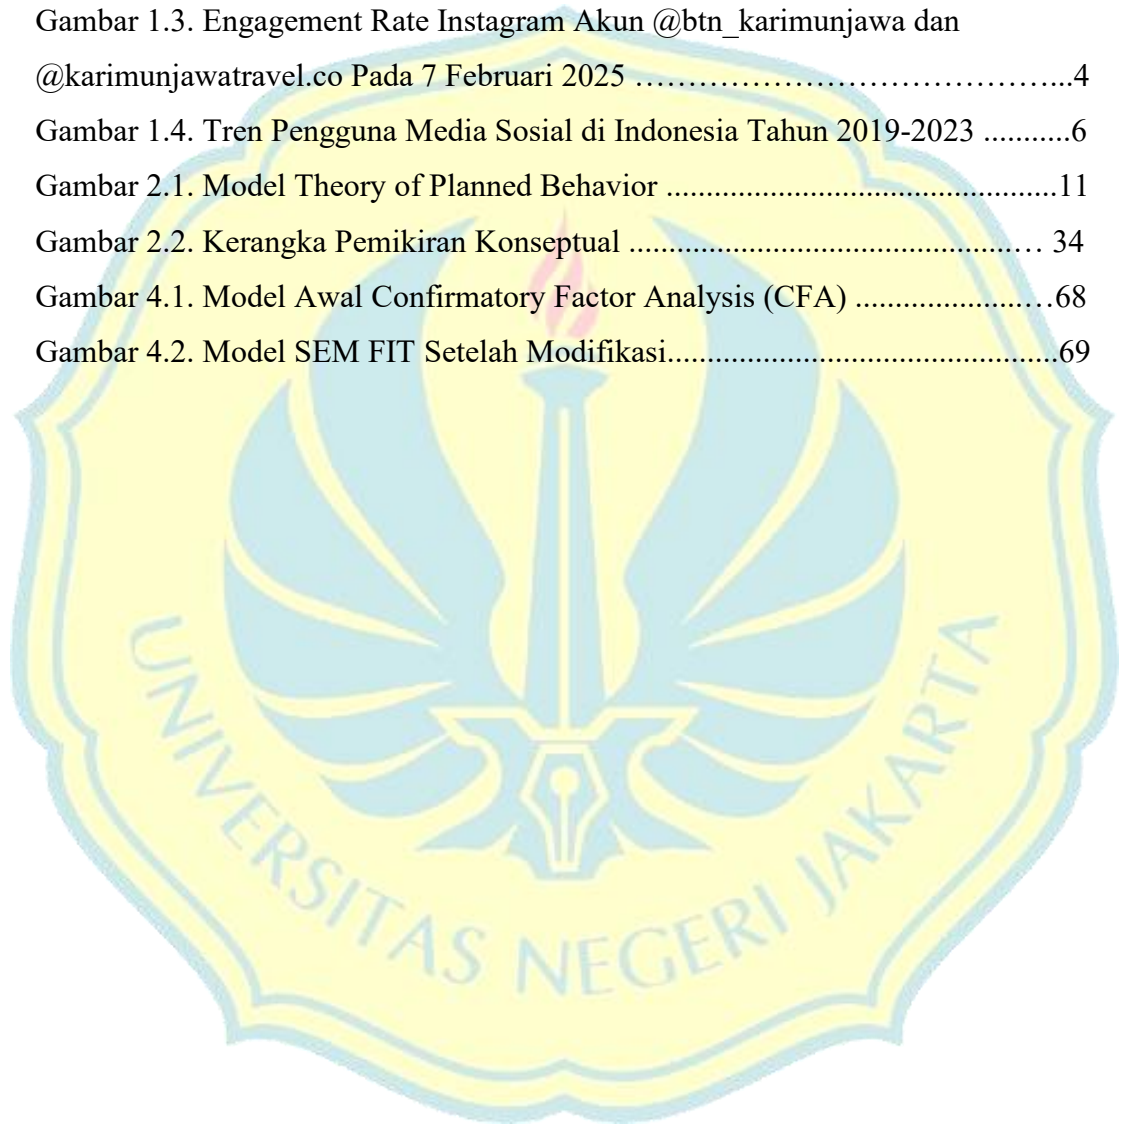 Gambar 1.3. Engagement Rate Instagram Akun @btn_karimunjawa dan
@karimunjawatravel.co Pada 7 Februari 2025 …………………………………...4
Gambar 1.4. Tren Pengguna Media Sosial di Indonesia Tahun 2019-2023 ...........6
Gambar 2.1. Model Theory of Planned Behavior ..................................................11
Gambar 2.2. Kerangka Pemikiran Konseptual .................................................… 34
Gambar 4.1. Model Awal Confirmatory Factor Analysis (CFA) ......................…68
Gambar 4.2. Model SEM FIT Setelah Modifikasi..................................................69
UNIVERSITAS NEGERI JAKARTA